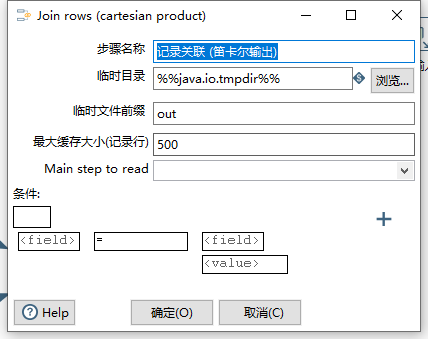 Join rows (cartesian product)
步骤名称 记录关联 (笛卡尔输出)
临时目录 %%java.io.tmpdir%% 浏览...
临时文件前缀 out
最大缓存大小(记录行) 500
Main step to read
条件:
<field> = <field>
<value>
Help 确定(O) 取消(C)